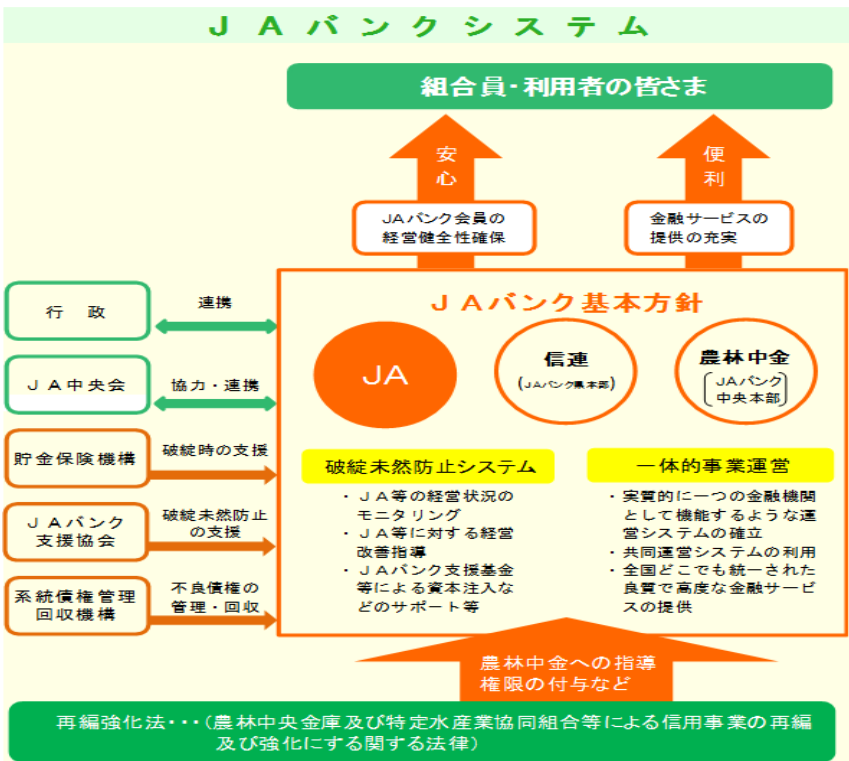 ＪＡバンクシステム
組合員・利用者の皆さま
安
心
便
利
JAバンク会員の
経営健全性確保
金融サービスの
提供の充実
行　政
連携
ＪＡバンク基本方針
JA
信連
（JAバンク県本部）
農林中金
JAバンク
中央本部
ＪＡ中央会
協力・連携
貯金保険機構
破綻時の支援
ＪＡバンク
支援協会
破綻未然防止
の支援
系統債権管理
回収機構
不良債権の
管理・回収
破綻未然防止システム
・ＪＡ等の経営状況の
モニタリング
・ＪＡ等に対する経営
改善指導
・ＪＡバンク支援基金
等による資本注入な
どのサポート等
一体的事業運営
・実質的に一つの金融機関
として機能するような運
営システムの確立
・共同運営システムの利用
・全国どこでも統一された
良質で高度な金融サービ
スの提供
農林中金への指導
権限の付与など
再編強化法・・・（農林中央金庫及び特定水産業協同組合等による信用事業の再編
及び強化にする関する法律）